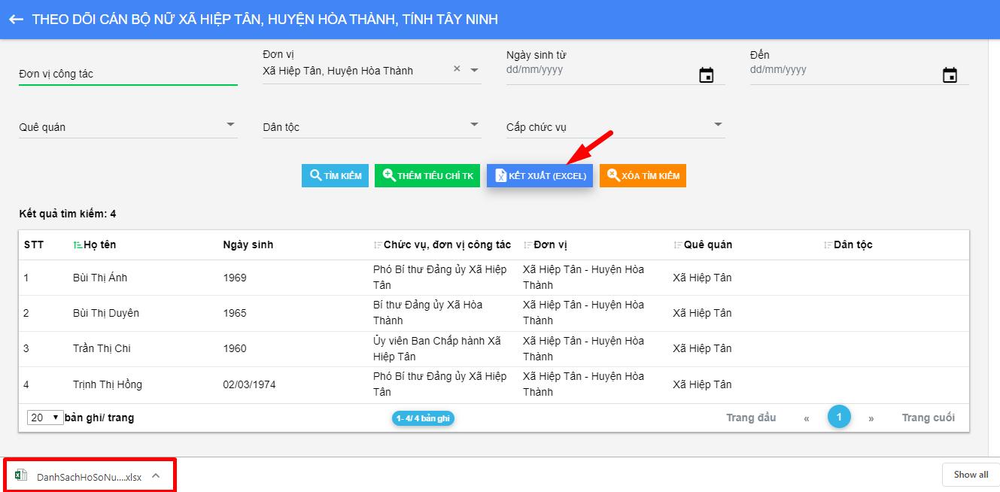 THEO DÕI CÁN BỘ NỮ XÃ HIỆP TÂN, HUYỆN HÒA THÀNH, TÍNH TÂY NINH
Đơn vị công tác
Đơn vị
Xã Hiệp Tân, Huyện Hòa Thành
Ngày sinh từ
dd/mm/yyyy
Đến
dd/mm/yyyy
Quê quán
Dân tộc
Cấp chức vụ
TÌM KIẾM
THÊM TIÊU CHÍ TK
KẾT XUẤT (EXCEL)
XÓA TÌM KIẾM
Kết quả tìm kiếm: 4
STT Họ tên Ngày sinh Chức vụ, đơn vị công tác Đơn vị Quê quán Dân tộc
1 Bùi Thị Ánh 1969 Phó Bí thư Đảng ủy Xã Hiệp Xã Hiệp Tân - Huyện Hòa Xã Hiệp Tân
Tân Thành
2 Bùi Thị Duyên 1965 Bí thư Đảng ủy Xã Hòa Xã Hiệp Tân - Huyện Hòa Xã Hiệp Tân
Thành Thành
3 Trần Thị Chi 1960 Ủy viên Ban Chấp hành Xã Xã Hiệp Tân - Huyện Hòa Xã Hiệp Tân
Hiệp Tân Thành
4 Trịnh Thị Hồng 02/03/1974 Phó Bí thư Đảng ủy Xã Hiệp Xã Hiệp Tân - Huyện Hòa Xã Hiệp Tân
Tân Thành
20 bản ghi/ trang 1- 4/ 4 bản ghi Trang đầu « 1 » Trang cuối
DanhSachHoSoNu....xlsx
Show all